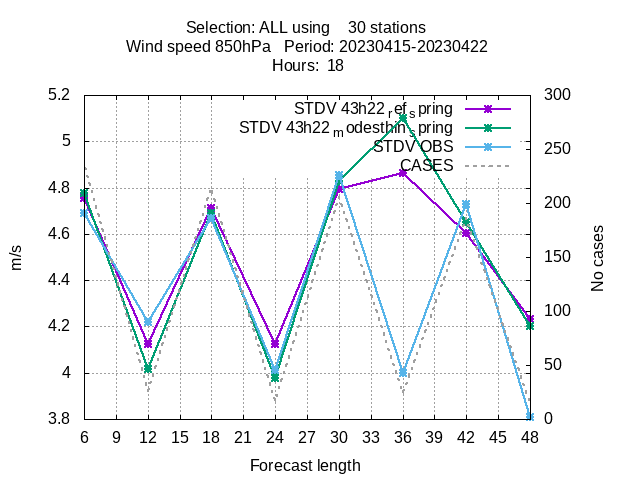 Selection: ALL using 30 stations
Wind speed 850hPa Period: 20230415-20230422
Hours: 18
STDV 43h22_ref_spring
STDV 43h22_modesthin_spring
STDV OBS
CASES
5.2
5
4.8
4.6
4.4
4.2
4
3.8
m/s
300
250
200
150
100
50
0
No cases
6 9 12 15 18 21 24 27 30 33 36 39 42 45 48
Forecast length